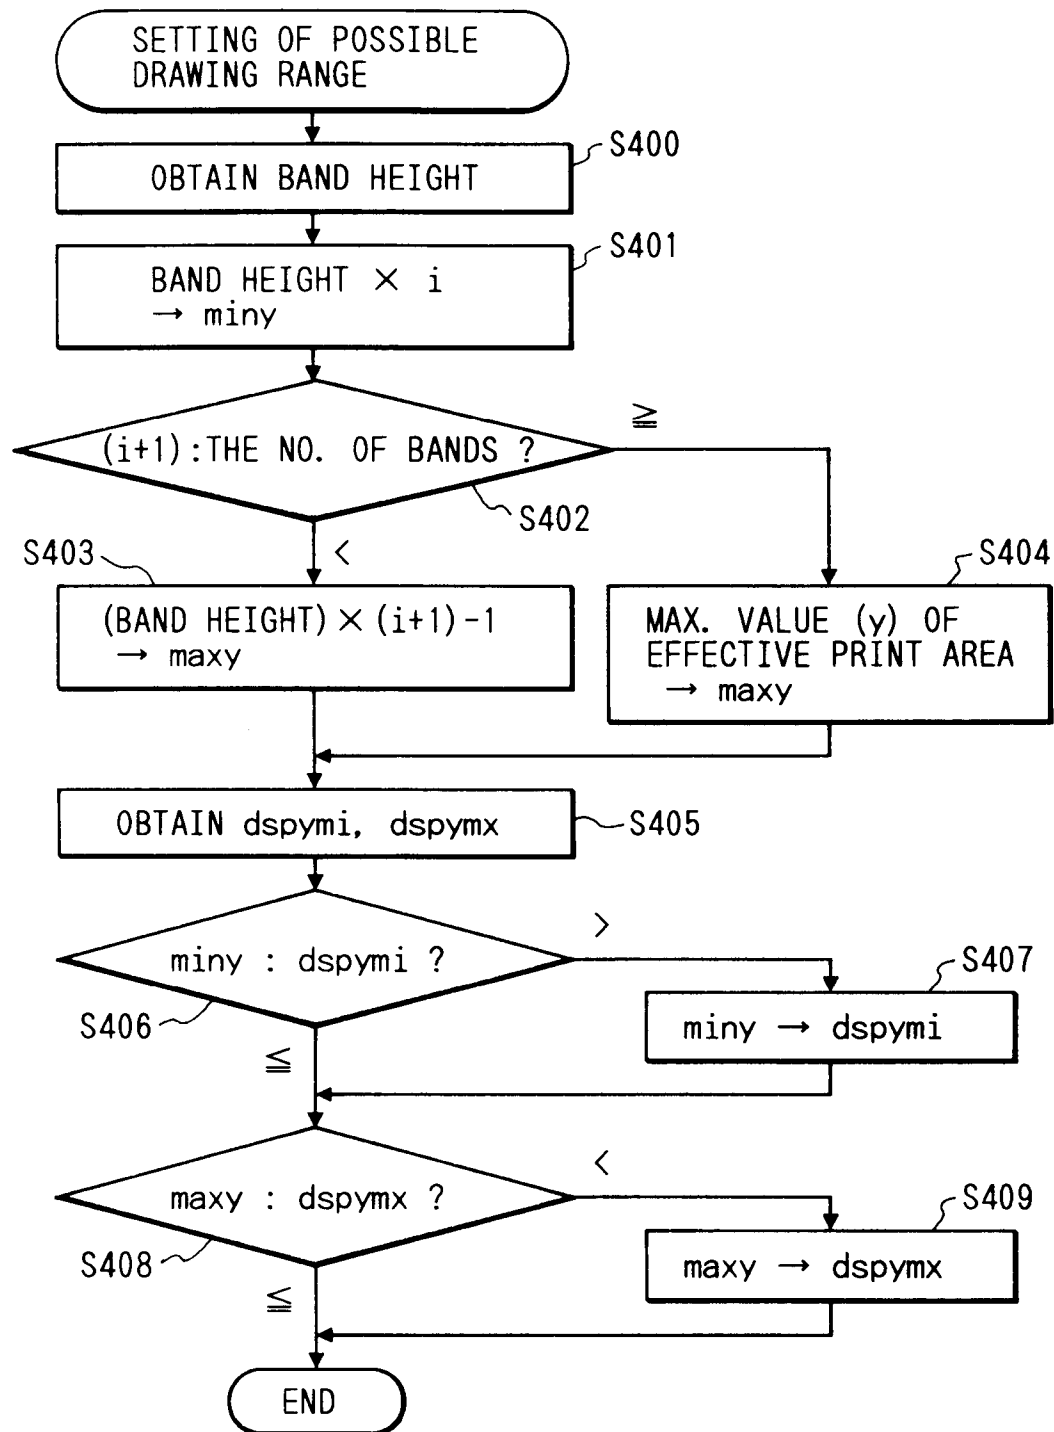 SETTING OF POSSIBLE
DRAWING RANGE
S400
OBTAIN BAND HEIGHT
S401
BAND HEIGHT × i
→ miny
≧
(i+1):THE NO. OF BANDS ?
S402
<
S403
(BAND HEIGHT)×(i+1)-1
→ maxy
S404
MAX. VALUE (y) OF
EFFECTIVE PRINT AREA
→ maxy
OBTAIN dspymi, dspymx
S405
>
miny : dspymi ?
S406
≦
S407
miny → dspymi
<
maxy : dspymx ?
S408
≦
S409
maxy → dspymx
END